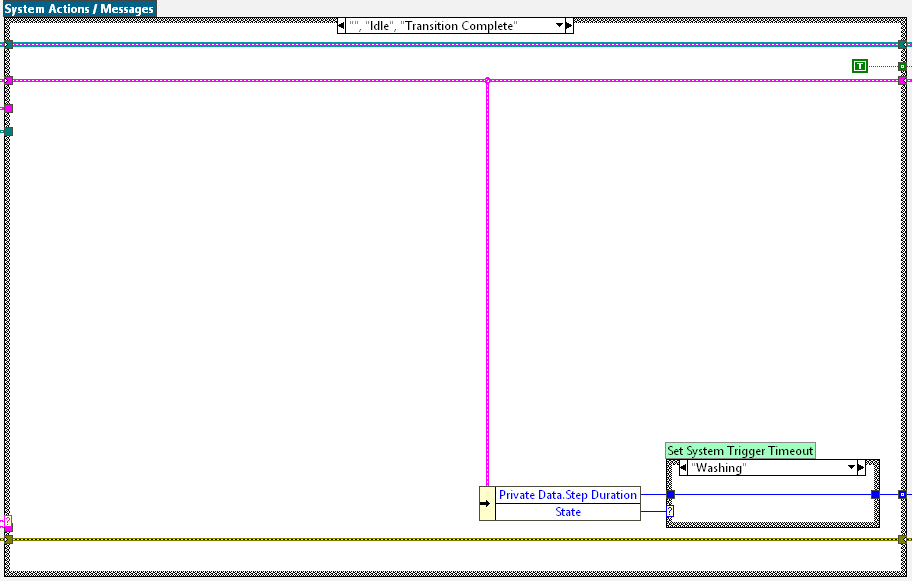 System Actions / Messages
"", "Idle", "Transition Complete"
T
Set System Trigger Timeout
"Washing"
Private Data.Step Duration
State
?
?